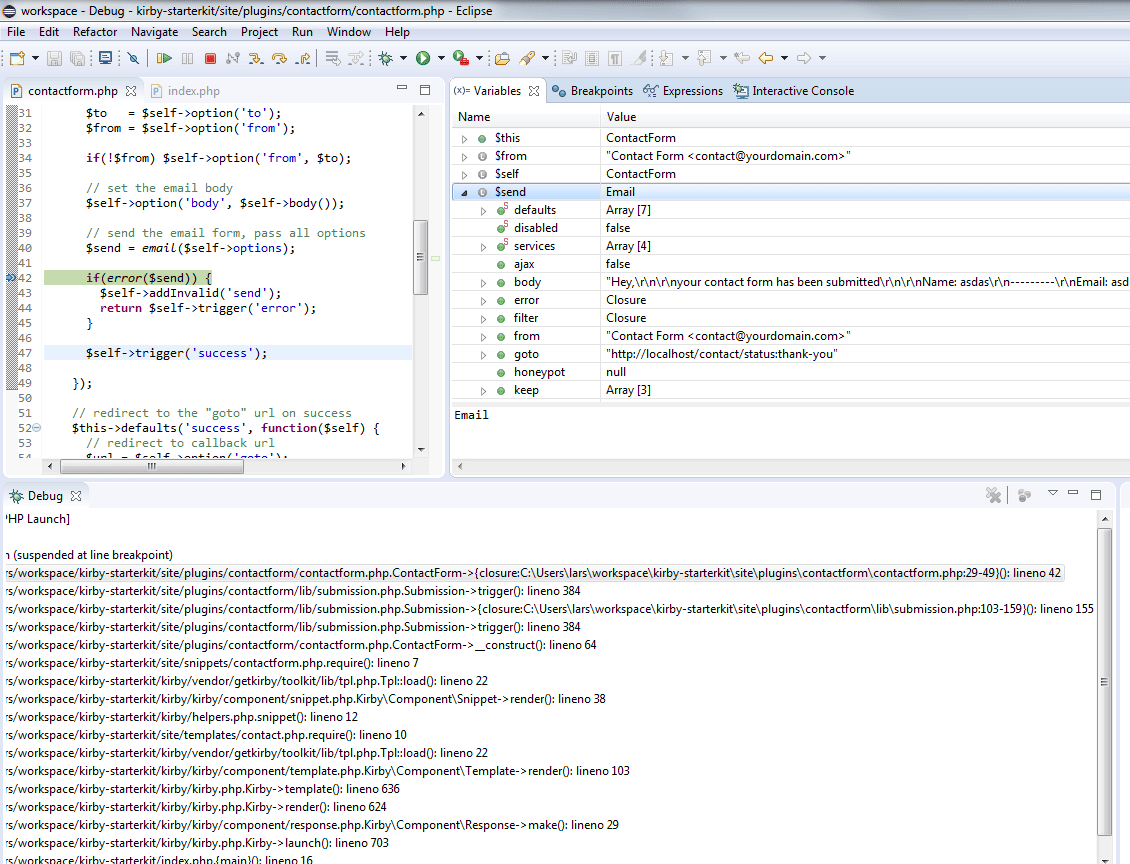 workspace - Debug - kirby-starterkit/site/plugins/contactform/contactform.php - Eclipse
File Edit Refactor Navigate Search Project Run Window Help
contactform.php index.php
31 $to   = $self->option('to');
32 $from = $self->option('from');
33
34 if(!$from) $self->option('from', $to);
35
36 // set the email body
37 $self->option('body', $self->body());
38
39 // send the email form, pass all options
40 $send = email($self->options);
41
42 if(error($send)) {
43 $self->addInvalid('send');
44 return $self->trigger('error');
45 }
46
47 $self->trigger('success');
48
49 });
50
51 // redirect to the "goto" url on success
52 $this->defaults('success', function($self) {
53 // redirect to callback url
54 $url = $self->option('goto');
(x)= Variables Breakpoints Expressions Interactive Console
Name Value
$this ContactForm
$from "Contact Form <contact@yourdomain.com>"
$self ContactForm
$send Email
defaults Array [7]
disabled false
services Array [4]
ajax false
body "Hey,\r\n\r\nyour contact form has been submitted\r\n\r\nName: asdas\r\n---------\r\nEmail: asd
error Closure
filter Closure
from "Contact Form <contact@yourdomain.com>"
goto "http://localhost/contact/status:thank-you"
honeypot null
keep Array [3]
Email
Debug
PHP Launch]
n (suspended at line breakpoint)
rs/workspace/kirby-starterkit/site/plugins/contactform/contactform.php.ContactForm->{closure:C:\Users\lars\workspace\kirby-starterkit\site\plugins\contactform\contactform.php:29-49}(): lineno 42
rs/workspace/kirby-starterkit/site/plugins/contactform/lib/submission.php.Submission->trigger(): lineno 384
rs/workspace/kirby-starterkit/site/plugins/contactform/lib/submission.php.Submission->{closure:C:\Users\lars\workspace\kirby-starterkit\site\plugins\contactform\lib\submission.php:103-159}(): lineno 155
rs/workspace/kirby-starterkit/site/plugins/contactform/lib/submission.php.Submission->trigger(): lineno 384
rs/workspace/kirby-starterkit/site/plugins/contactform/contactform.php.ContactForm->__construct(): lineno 64
rs/workspace/kirby-starterkit/site/snippets/contactform.php.require(): lineno 7
rs/workspace/kirby-starterkit/kirby/vendor/getkirby/toolkit/lib/tpl.php.Tpl::load(): lineno 22
rs/workspace/kirby-starterkit/kirby/kirby/component/snippet.php.Kirby\Component\Snippet->render(): lineno 38
rs/workspace/kirby-starterkit/kirby/helpers.php.snippet(): lineno 12
rs/workspace/kirby-starterkit/site/templates/contact.php.require(): lineno 10
rs/workspace/kirby-starterkit/kirby/vendor/getkirby/toolkit/lib/tpl.php.Tpl::load(): lineno 22
rs/workspace/kirby-starterkit/kirby/kirby/component/template.php.Kirby\Component\Template->render(): lineno 103
rs/workspace/kirby-starterkit/kirby/kirby.php.Kirby->template(): lineno 636
rs/workspace/kirby-starterkit/kirby/kirby.php.Kirby->render(): lineno 624
rs/workspace/kirby-starterkit/kirby/kirby/component/response.php.Kirby\Component\Response->make(): lineno 29
rs/workspace/kirby-starterkit/kirby/kirby.php.Kirby->launch(): lineno 703
rs/workspace/kirby-starterkit/index.php.{main}(): lineno 16